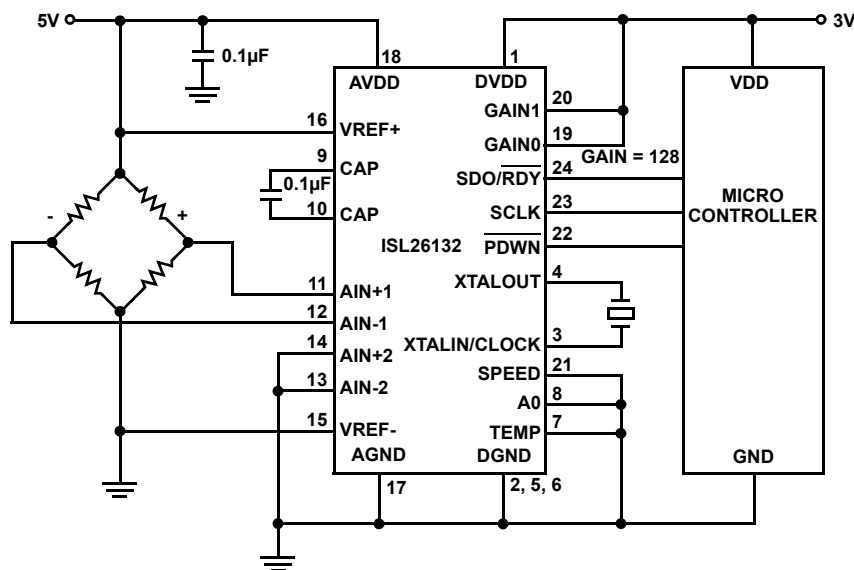 5V
3V
0.1µF
18
1
AVDD
DVDD
VDD
16
VREF+
GAIN1
20
GAIN0
19
GAIN = 128
9
CAP
0.1µF
10
CAP
SDO/RDY
24
SCLK
23
MICRO
CONTROLLER
-
+
ISL26132
PDWN
22
11
AIN+1
XTALOUT
4
12
AIN-1
14
AIN+2
XTALIN/CLOCK
3
13
AIN-2
SPEED
21
A0
8
15
VREF-
TEMP
7
AGND
DGND
GND
17
2, 5, 6